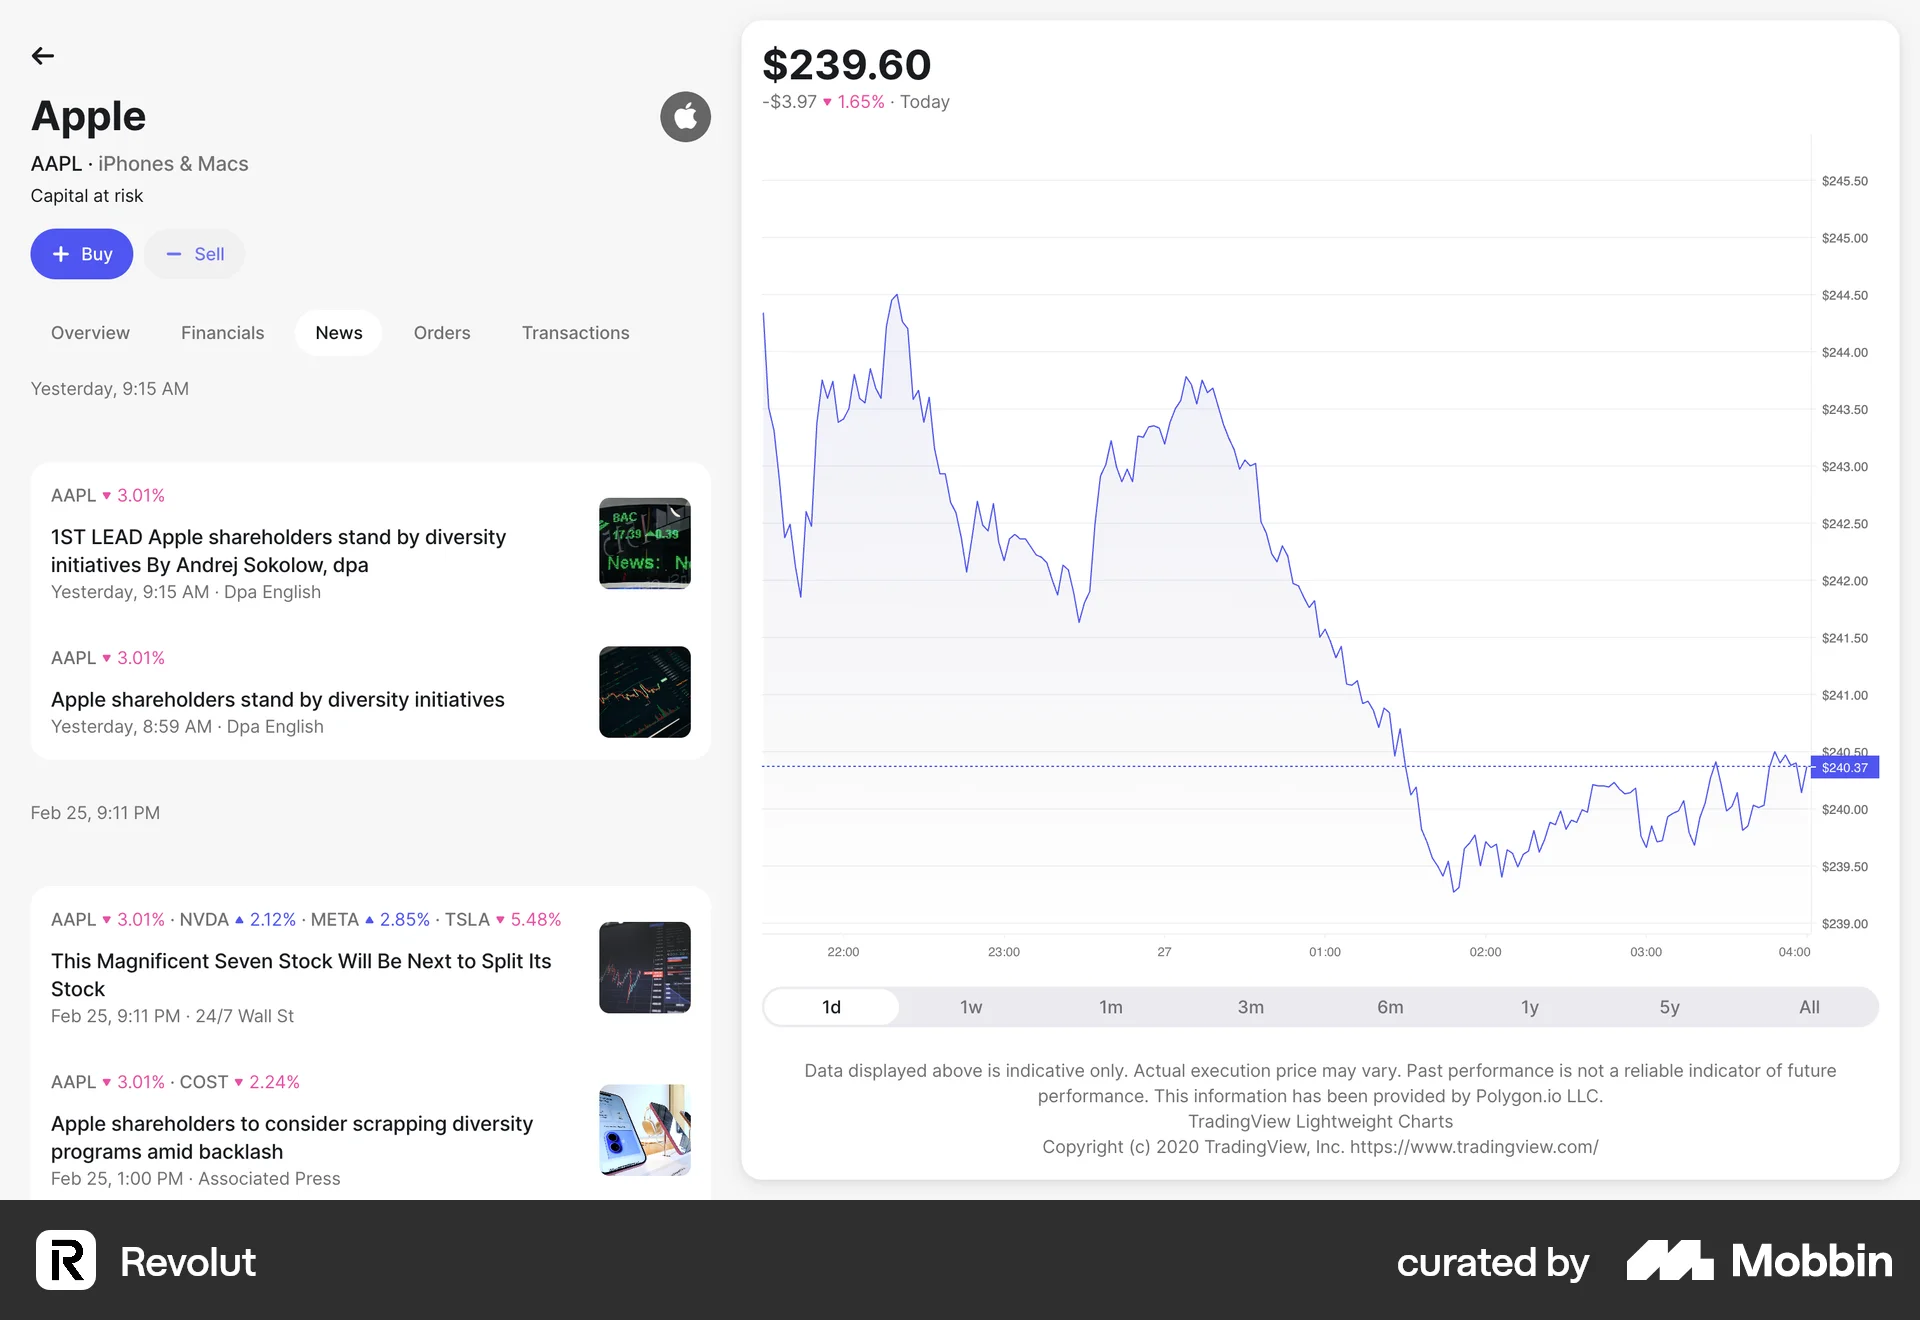 Apple
AAPL · iPhones & Macs
Capital at risk
+ Buy
− Sell
Overview
Financials
News
Orders
Transactions
Yesterday, 9:15 AM
AAPL ▼ 3.01%
1ST LEAD Apple shareholders stand by diversity
initiatives By Andrej Sokolow, dpa
Yesterday, 9:15 AM · Dpa English
BAC
17.39 0.39
News: N
AAPL ▼ 3.01%
Apple shareholders stand by diversity initiatives
Yesterday, 8:59 AM · Dpa English
Feb 25, 9:11 PM
AAPL ▼ 3.01% · NVDA ▲ 2.12% · META ▲ 2.85% · TSLA ▼ 5.48%
This Magnificent Seven Stock Will Be Next to Split Its
Stock
Feb 25, 9:11 PM · 24/7 Wall St
AAPL ▼ 3.01% · COST ▼ 2.24%
Apple shareholders to consider scrapping diversity
programs amid backlash
Feb 25, 1:00 PM · Associated Press
$239.60
-$3.97 ▼ 1.65% · Today
$245.50
$245.00
$244.50
$244.00
$243.50
$243.00
$242.50
$242.00
$241.50
$241.00
$240.50
$240.37
$240.00
$239.50
$239.00
22:00
23:00
27
01:00
02:00
03:00
04:00
1d
1w
1m
3m
6m
1y
5y
All
Data displayed above is indicative only. Actual execution price may vary. Past performance is not a reliable indicator of future
performance. This information has been provided by Polygon.io LLC.
TradingView Lightweight Charts
Copyright (c) 2020 TradingView, Inc. https://www.tradingview.com/
Revolut
curated by
Mobbin